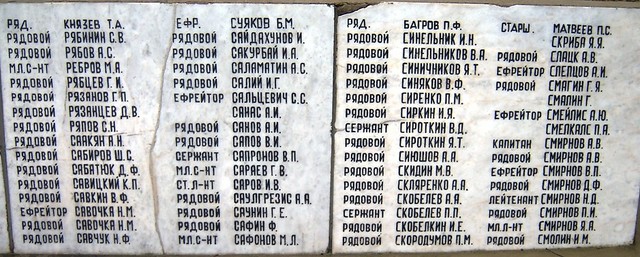 РЯД. КНЯЗЕВ Т.А.
РЯДОВОЙ РЯБИНИН С.В.
РЯДОВОЙ РЯБОВ А.С.
МЛ.С-НТ РЕБРОВ М.А.
РЯДОВОЙ РЯБЦЕВ Г.И.
РЯДОВОЙ РЯЗАНОВ Г.П.
РЯДОВОЙ РЯЗАНЦЕВ Д.В.
РЯДОВОЙ РЯПОВ С.Н.
РЯДОВОЙ СААКЯН А.Н.
РЯДОВОЙ САБИРОВ Ш.С.
РЯДОВОЙ САБАТЮК Д.Ф.
РЯДОВОЙ САВИЦКИЙ К.П.
РЯДОВОЙ САВКИН В.Ф.
ЕФРЕЙТОР САВОЧКА Н.М.
РЯДОВОЙ САВОЧКА Н.М.
РЯДОВОЙ САВЧУК Н.Ф.
ЕФР. СУЯКОВ Б.М.
РЯДОВОЙ САЙДАХУНОВ И.
РЯДОВОЙ САКУРБАЙ И.А.
РЯДОВОЙ САЛАМАТИН А.С.
РЯДОВОЙ САЛИЙ И.Г.
ЕФРЕЙТОР САЛЬЦЕВИЧ С.С.
САНАС А.И.
РЯДОВОЙ САНОВ А.И.
РЯДОВОЙ САПОВ В.И.
СЕРЖАНТ САПРОНОВ В.П.
МЛ.С-НТ САРАЕВ Г.В.
СТ.Л-НТ САРОВ И.В.
РЯДОВОЙ САУЛГРЕЗИС А.А.
РЯДОВОЙ САУНИН Г.Е.
РЯДОВОЙ САФИН Ф.
МЛ.С-НТ САФОНОВ М.Л.
РЯД. БАГРОВ П.Ф.
РЯДОВОЙ СИНЕЛЬНИК И.Н.
РЯДОВОЙ СИНЕЛЬНИКОВ В.А.
РЯДОВОЙ СИНИЧНИКОВ Я.Т.
РЯДОВОЙ СИНЯКОВ В.Ф.
РЯДОВОЙ СИРЕНКО П.М.
РЯДОВОЙ СИРКИН И.Я.
СЕРЖАНТ СИРОТКИН В.Д.
РЯДОВОЙ СИРОТКИН Я.Т.
РЯДОВОЙ СИЮШОВ А.А.
РЯДОВОЙ СКИДИН М.В.
РЯДОВОЙ СКЛЯРЕНКО А.А.
РЯДОВОЙ СКОБЕЛЕВ А.А.
СЕРЖАНТ СКОБЕЛЕВ П.П.
РЯДОВОЙ СКОБЕЛКИН И.Е.
РЯДОВОЙ СКОРОДУМОВ П.М.
СТАРШ. МАТВЕЕВ П.С.
СКРИБА Я.Я.
РЯДОВОЙ СЛАЦК А.В.
ЕФРЕЙТОР СЛЕПЦОВ А.И.
РЯДОВОЙ СМАГИН Г.Я.
СМАЛИН Г.
ЕФРЕЙТОР СМЕЙЛИС А.Ю.
СМЕЛКАЛС П.А.
КАПИТАН СМИРНОВ А.В.
РЯДОВОЙ СМИРНОВ А.В.
ЕФРЕЙТОР СМИРНОВ В.П.
РЯДОВОЙ СМИРНОВ Д.Ф.
ЛЕЙТЕНАНТ СМИРНОВ Н.Д.
РЯДОВОЙ СМИРНОВ П.И.
МЛ.Л-НТ СМИРНОВ Я.А.
РЯДОВОЙ СМОЛИН И М.